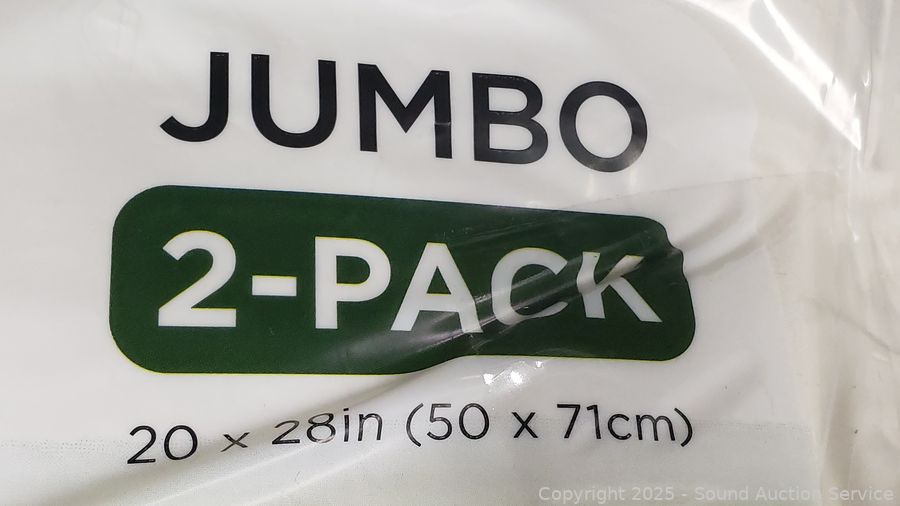 JUMBO
2-PACK
20 x 28in (50 x 71cm)
Copyright 2025 - Sound Auction Service